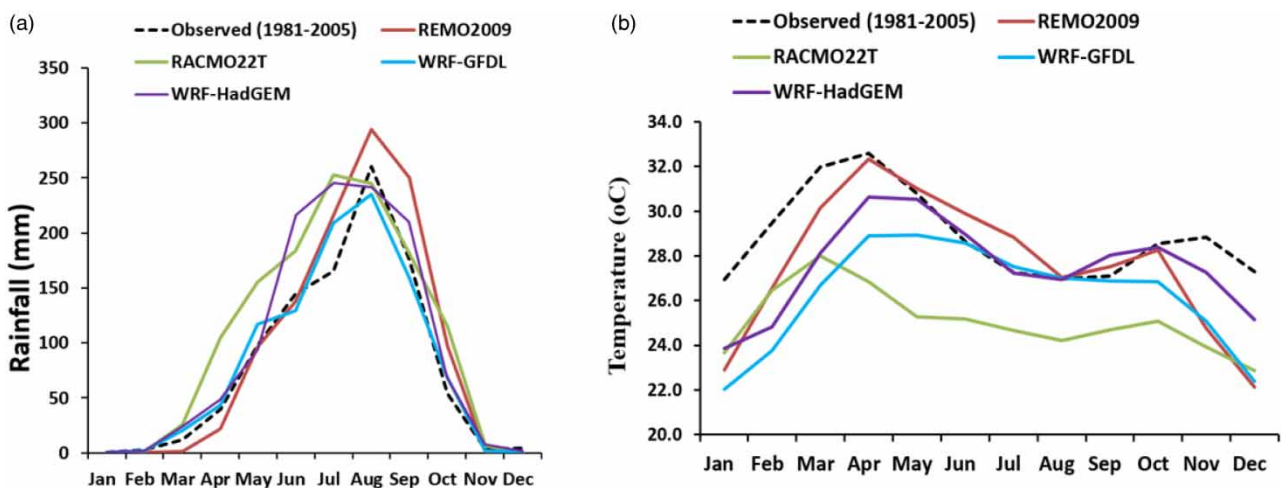 (a)
Observed (1981-2005) REMO2009
RACMO22T WRF-GFDL
WRF-HadGEM
Rainfall (mm)
350
300
250
200
150
100
50
0
Jan Feb Mar Apr May Jun Jul Aug Sep Oct Nov Dec
(b)
Observed (1981-2005) REMO2009
RACMO22T WRF-GFDL
WRF-HadGEM
Temperature (oC)
34.0
32.0
30.0
28.0
26.0
24.0
22.0
20.0
Jan Feb Mar Apr May Jun Jul Aug Sep Oct Nov Dec